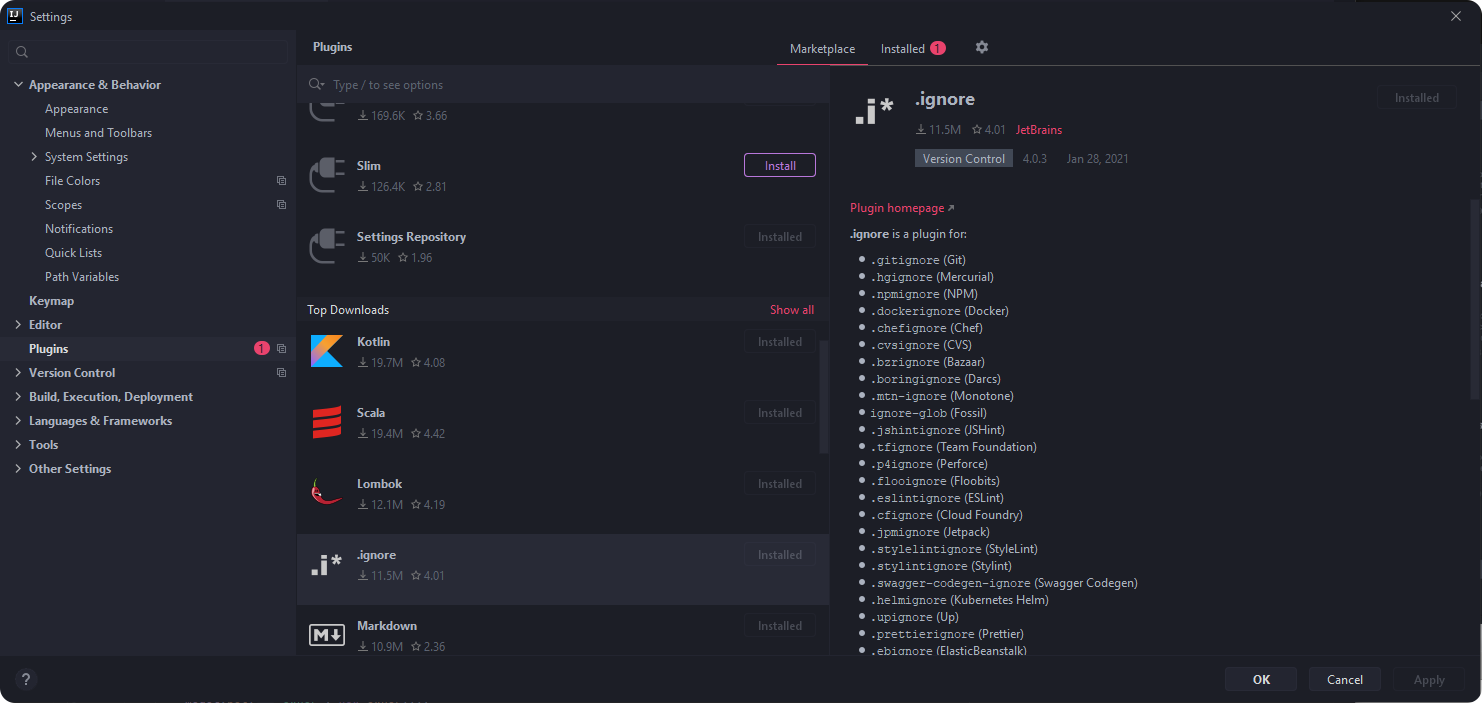 Settings
Appearance & Behavior
Appearance
Menus and Toolbars
System Settings
File Colors
Scopes
Notifications
Quick Lists
Path Variables
Keymap
Editor
Plugins 1
Version Control
Build, Execution, Deployment
Languages & Frameworks
Tools
Other Settings
?
Plugins
Marketplace Installed 1
Type / to see options
169.6K 3.66
Slim Install
126.4K 2.81
Settings Repository Installed
50K 1.96
Top Downloads Show all
Kotlin Installed
19.7M 4.08
Scala Installed
19.4M 4.42
Lombok Installed
12.1M 4.19
.i* .ignore Installed
11.5M 4.01
M Markdown Installed
10.9M 2.36
.i* .ignore Installed
11.5M 4.01 JetBrains
Version Control 4.0.3 Jan 28, 2021
Plugin homepage
.ignore is a plugin for:
.gitignore (Git)
.hgignore (Mercurial)
.npmignore (NPM)
.dockerignore (Docker)
.chefignore (Chef)
.cvsignore (CVS)
.bzrignore (Bazaar)
.boringignore (Darcs)
.mtn-ignore (Monotone)
ignore-glob (Fossil)
.jshintignore (JSHint)
.tfignore (Team Foundation)
.p4ignore (Perforce)
.flooignore (Floobits)
.eslintignore (ESLint)
.cfignore (Cloud Foundry)
.jpmignore (Jetpack)
.stylelintignore (StyleLint)
.stylintignore (Stylint)
.swagger-codegen-ignore (Swagger Codegen)
.helmignore (Kubernetes Helm)
.upignore (Up)
.prettierignore (Prettier)
.ebignore (ElasticBeanstalk)
OK Cancel Apply